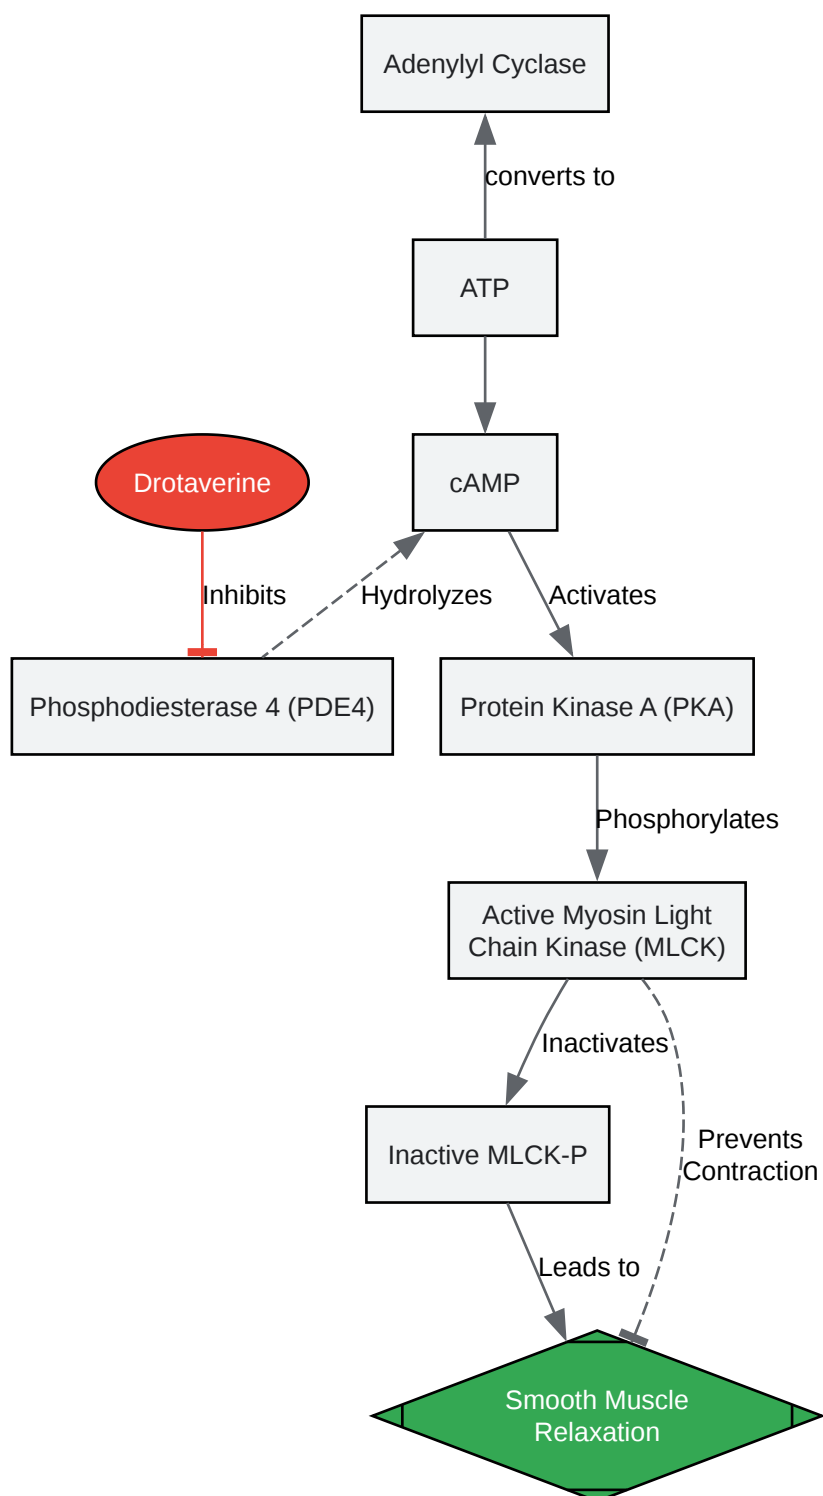 Adenylyl Cyclase
converts to
ATP
Drotaverine
cAMP
Inhibits
Hydrolyzes
Activates
Phosphodiesterase 4 (PDE4)
Protein Kinase A (PKA)
Phosphorylates
Active Myosin Light
Chain Kinase (MLCK)
Inactivates
Prevents
Contraction
Inactive MLCK-P
Leads to
Smooth Muscle
Relaxation